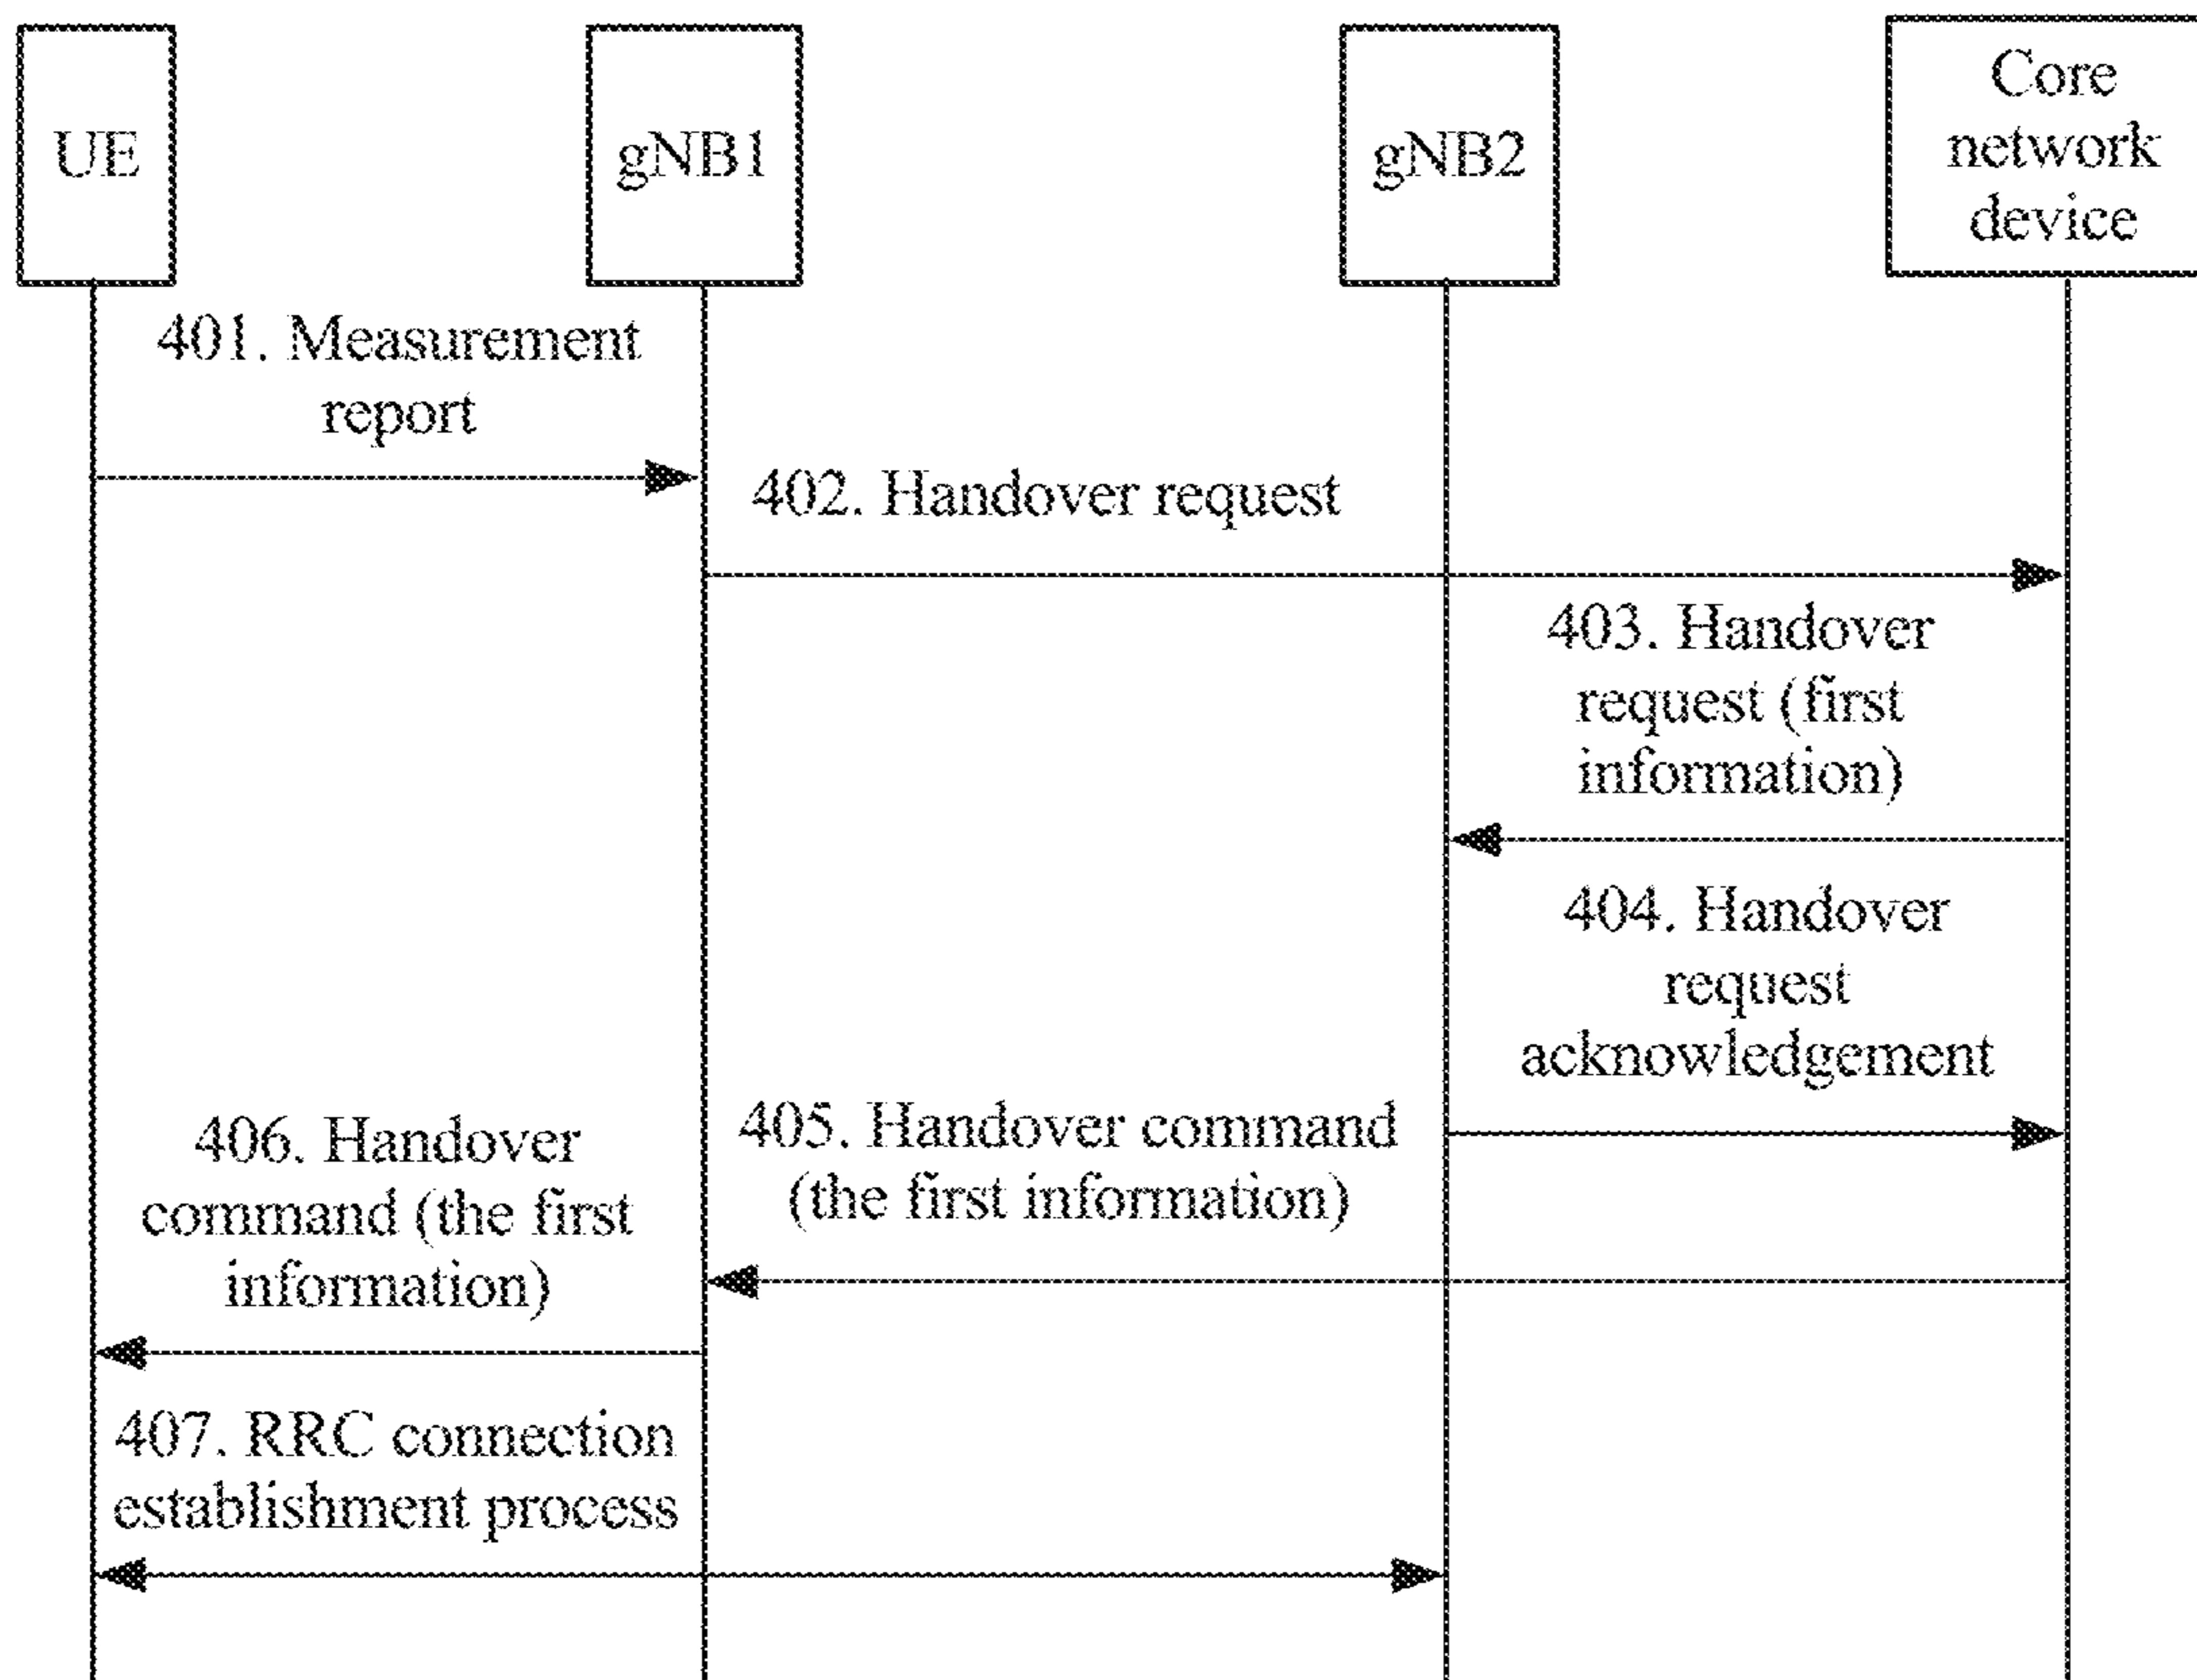 UE
gNB1
gNB2
Core
network
device
401. Measurement
report
402. Handover request
403. Handover
request (first
information)
404. Handover
request
acknowledgement
405. Handover command
(the first information)
406. Handover
command (the first
information)
407. RRC connection
establishment process